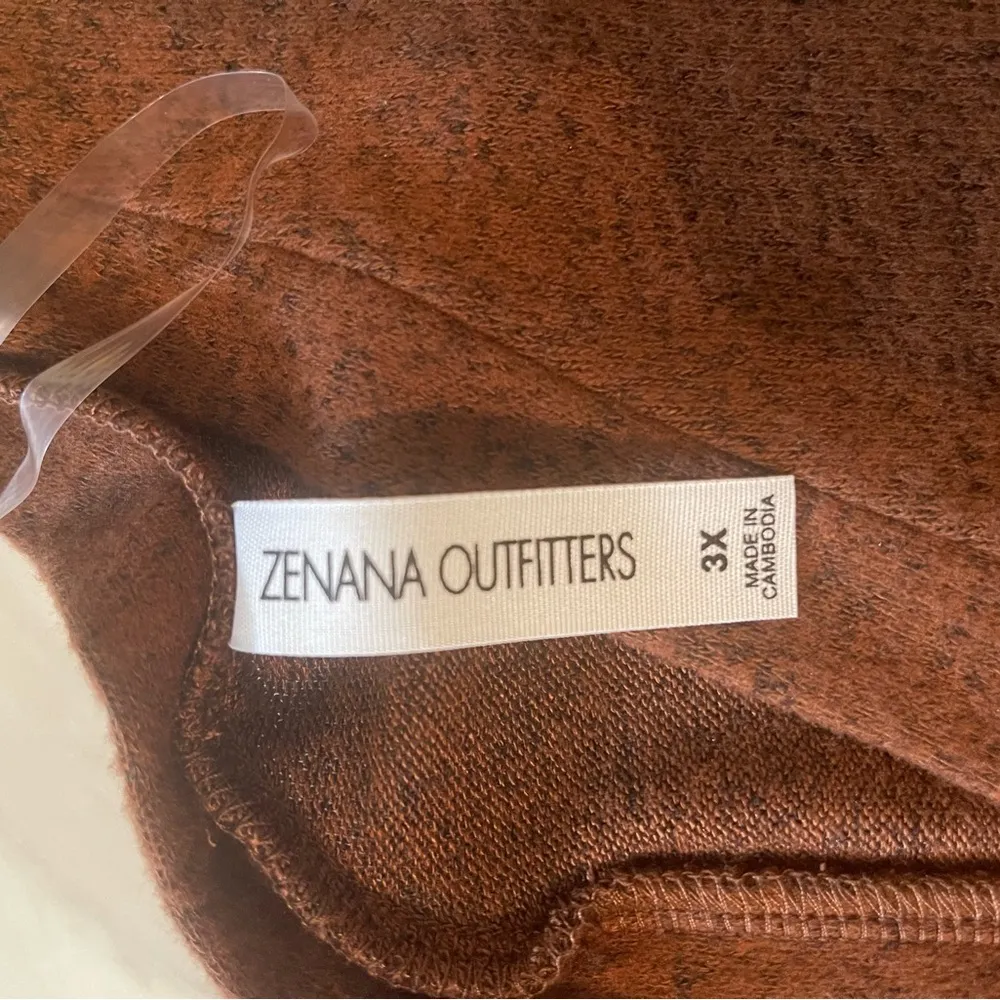 ZENANA OUTFITTERS
3X
MADE IN
CAMBODIA